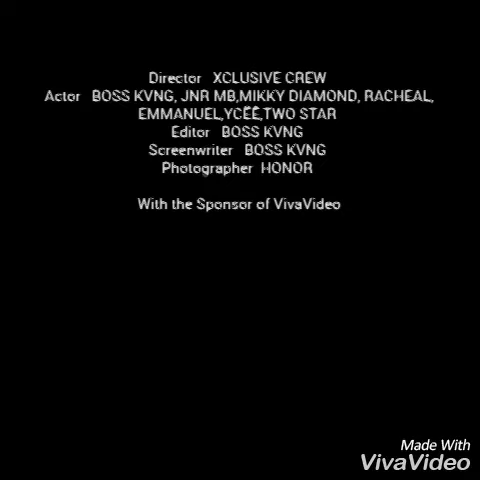 Director XCLUSIVE CREW
Actor BOSS KVNG, JNR MB,MIKKY DIAMOND, RACHEAL,
EMMANUEL,YCËË,TWO STAR
Editor BOSS KVNG
Screenwriter BOSS KVNG
Photographer HONOR
With the Sponsor of VivaVideo
Made With
VivaVideo